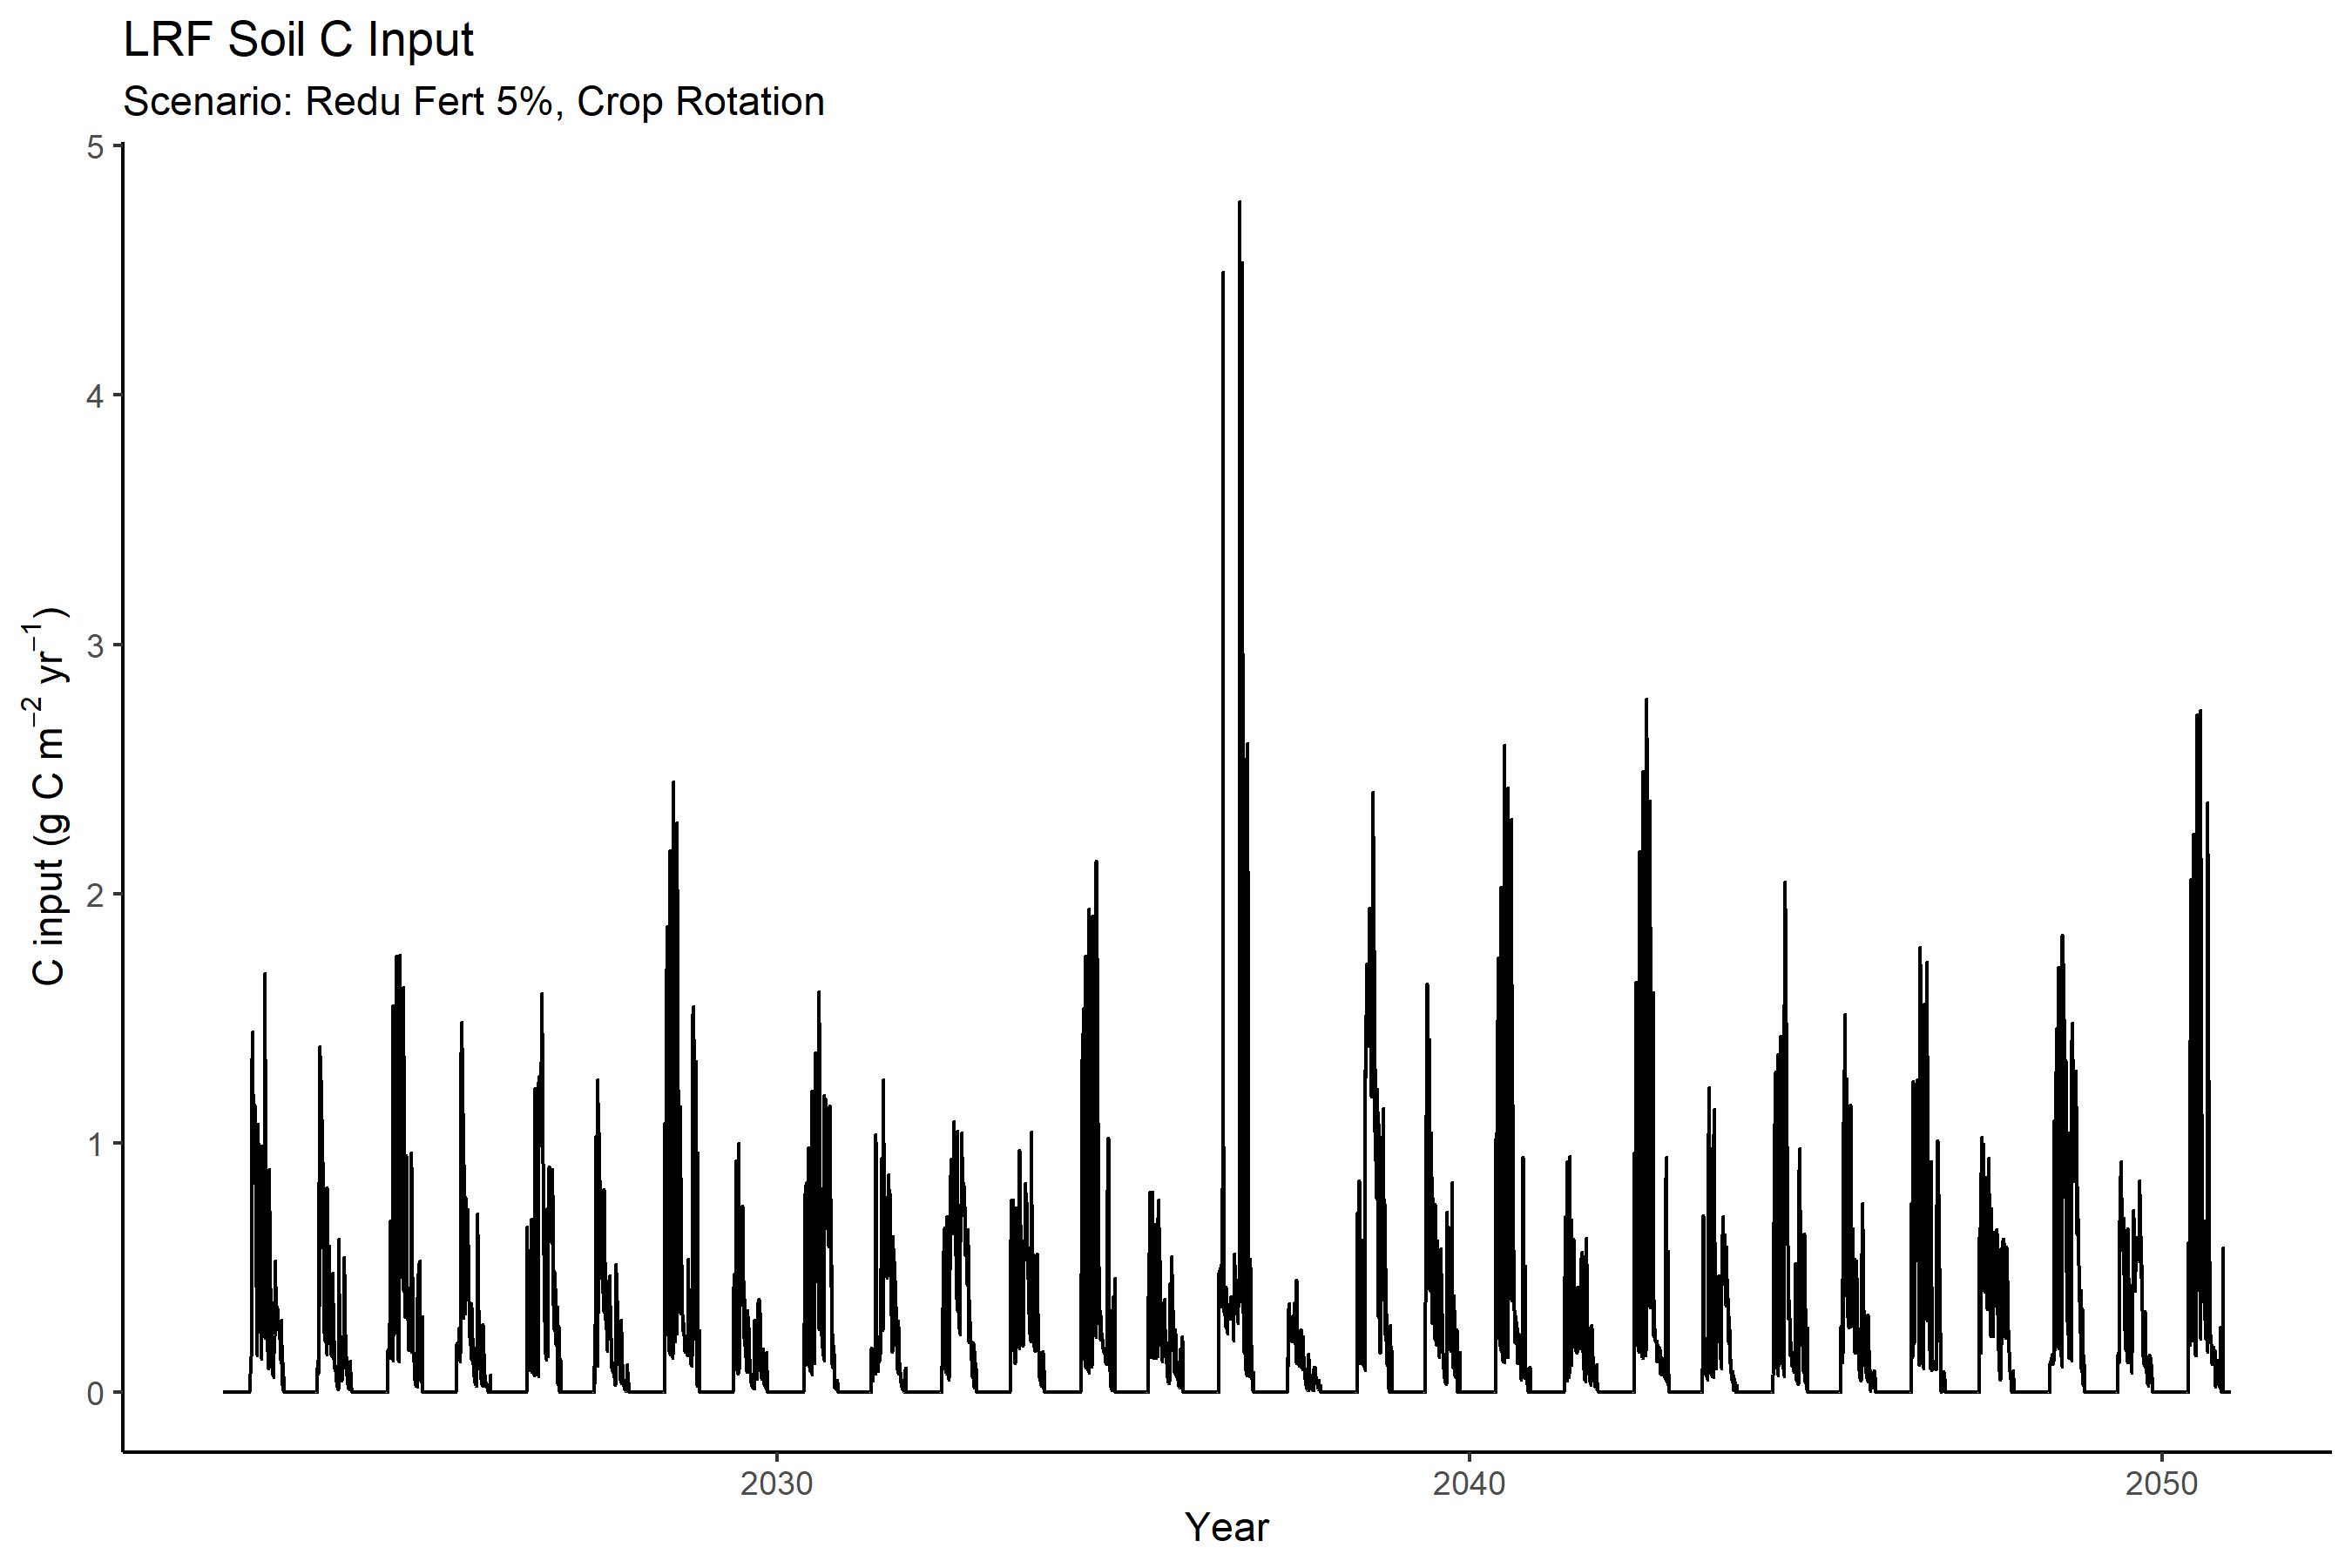 LRF Soil C Input
Scenario: Redu Fert 5%, Crop Rotation
5
4
3
2
1
0
C input (g C m⁻² yr⁻¹)
2030 2040 2050
Year